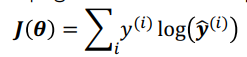 J(θ) = ∑ᵢ y⁽ⁱ⁾ log(ŷ⁽ⁱ⁾)